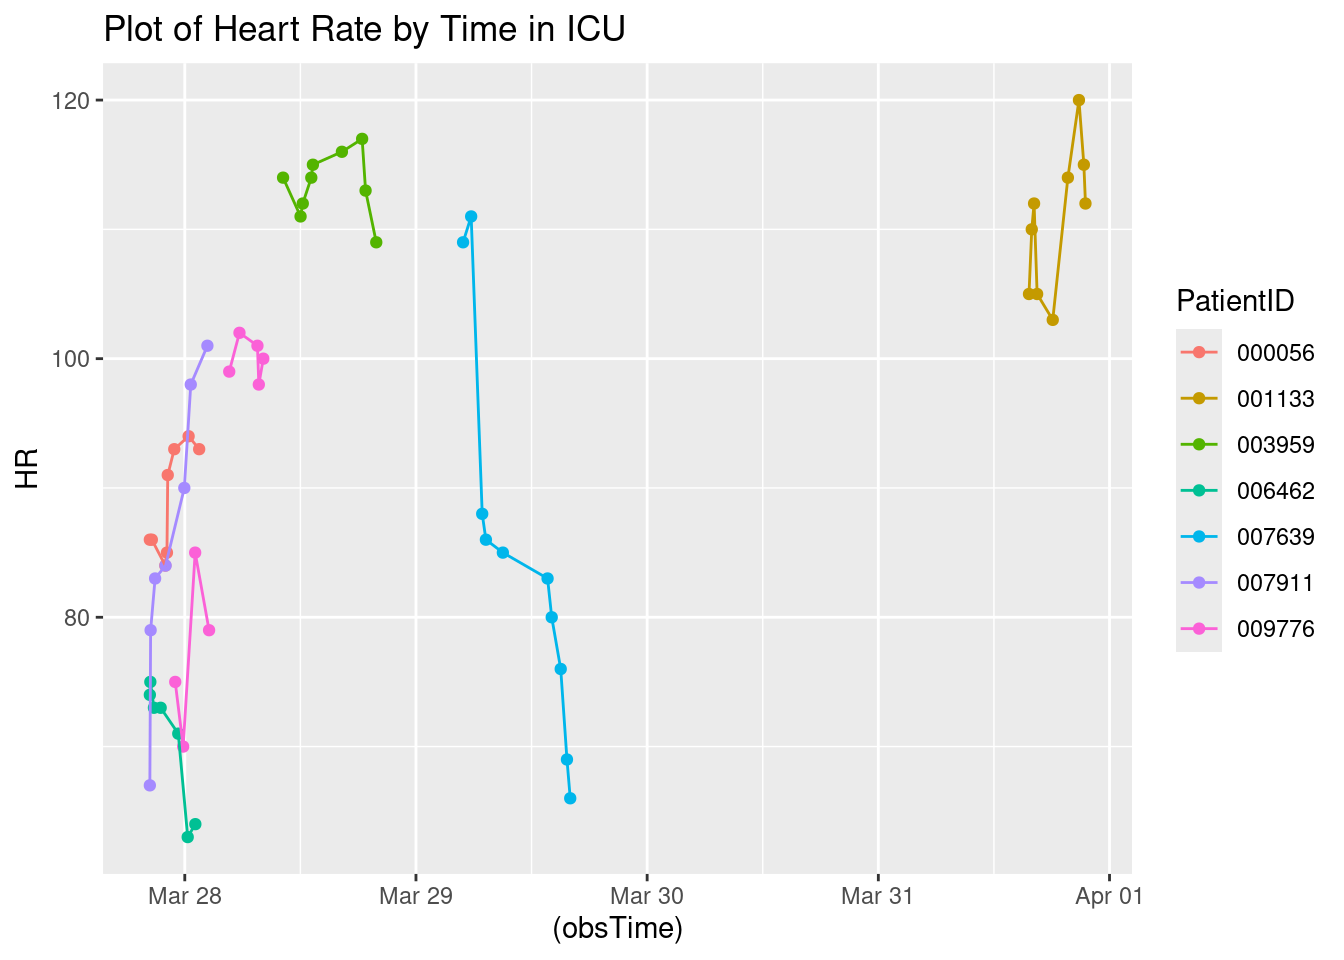 Plot of Heart Rate by Time in ICU
120
100
80
HR
Mar 28
Mar 29
Mar 30
Mar 31
Apr 01
(obsTime)
PatientID
000056
001133
003959
006462
007639
007911
009776